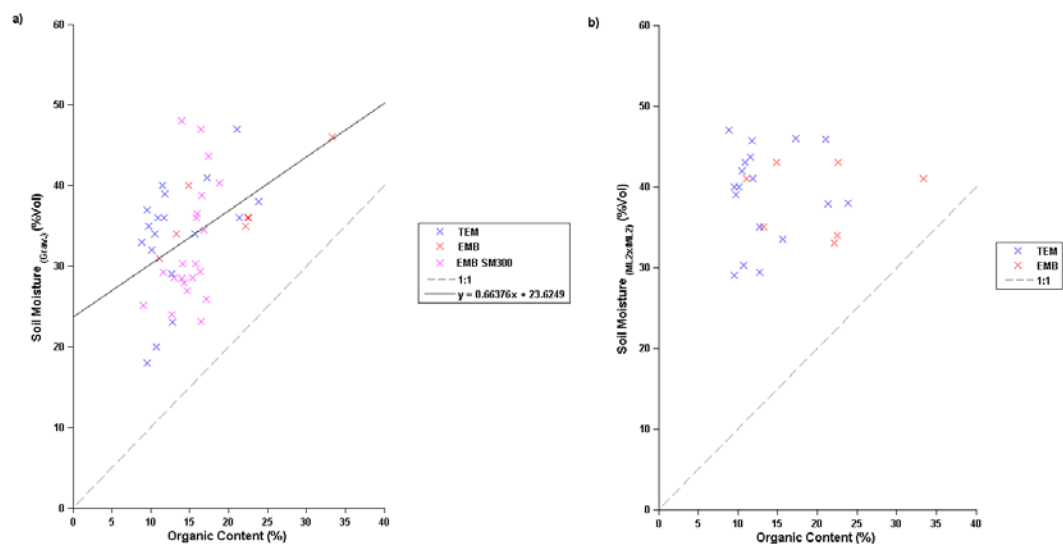 a)
60
50
40
30
20
10
0
0 5 10 15 20 25 30 35 40
Soil Moisture (Grav.) (%Vol)
Organic Content (%)
TEM
EMB
EMB SM300
1:1
y = 0.66376x + 23.6249
b)
60
50
40
30
20
10
0
0 5 10 15 20 25 30 35 40
Soil Moisture (ML2x/ML2) (%Vol)
Organic Content (%)
TEM
EMB
1:1